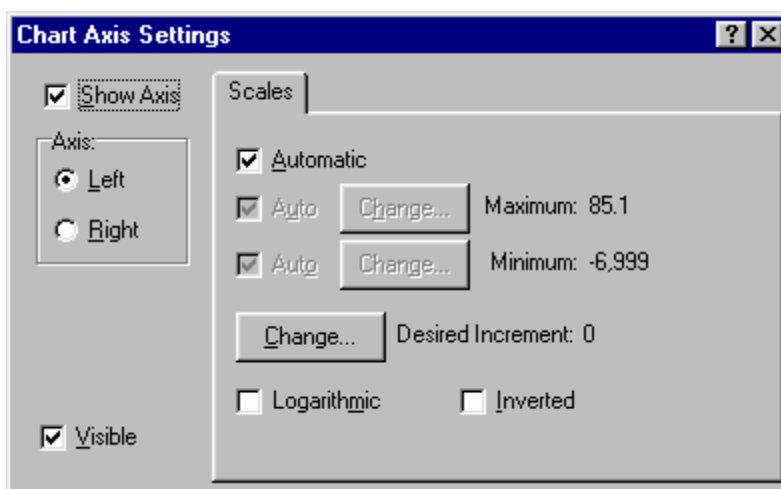 Chart Axis Settings
Show Axis
Axis:
Left
Right
Visible
Scales
Automatic
Auto Change... Maximum: 85.1
Auto Change... Minimum: -6,999
Change... Desired Increment: 0
Logarithmic Inverted